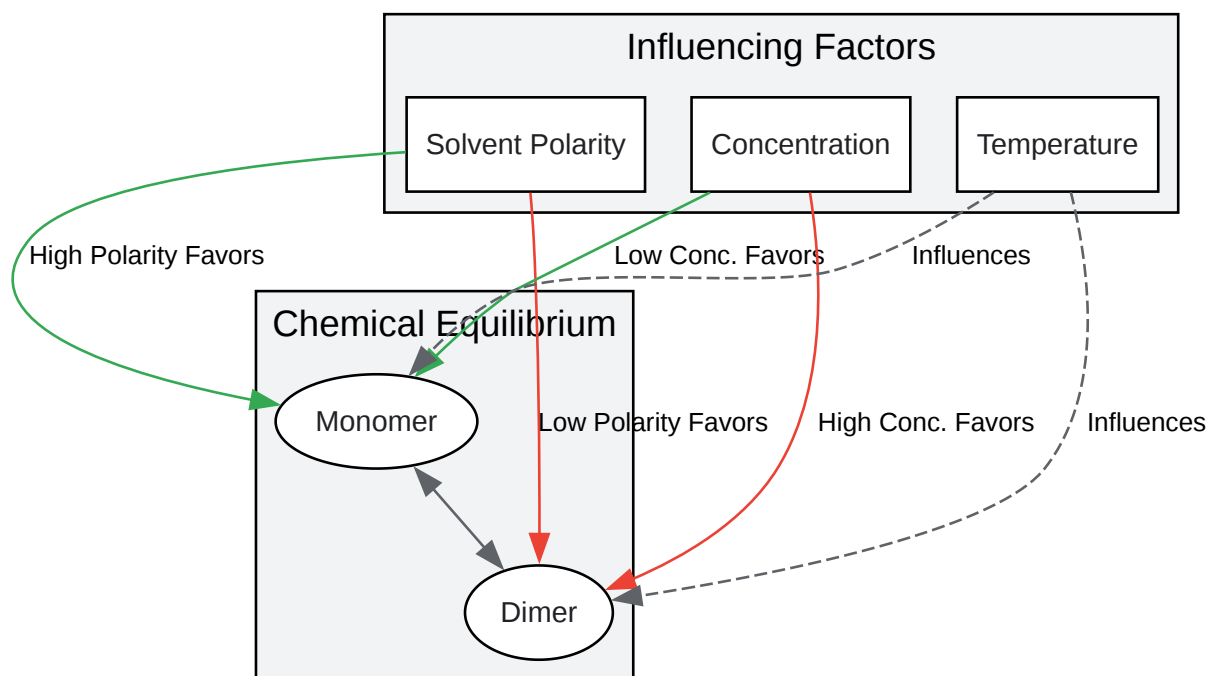 Influencing Factors
Solvent Polarity
Concentration
Temperature
High Polarity Favors
Low Conc. Favors
Influences
Chemical Equilibrium
Monomer
Low Polarity Favors
High Conc. Favors
Influences
Dimer